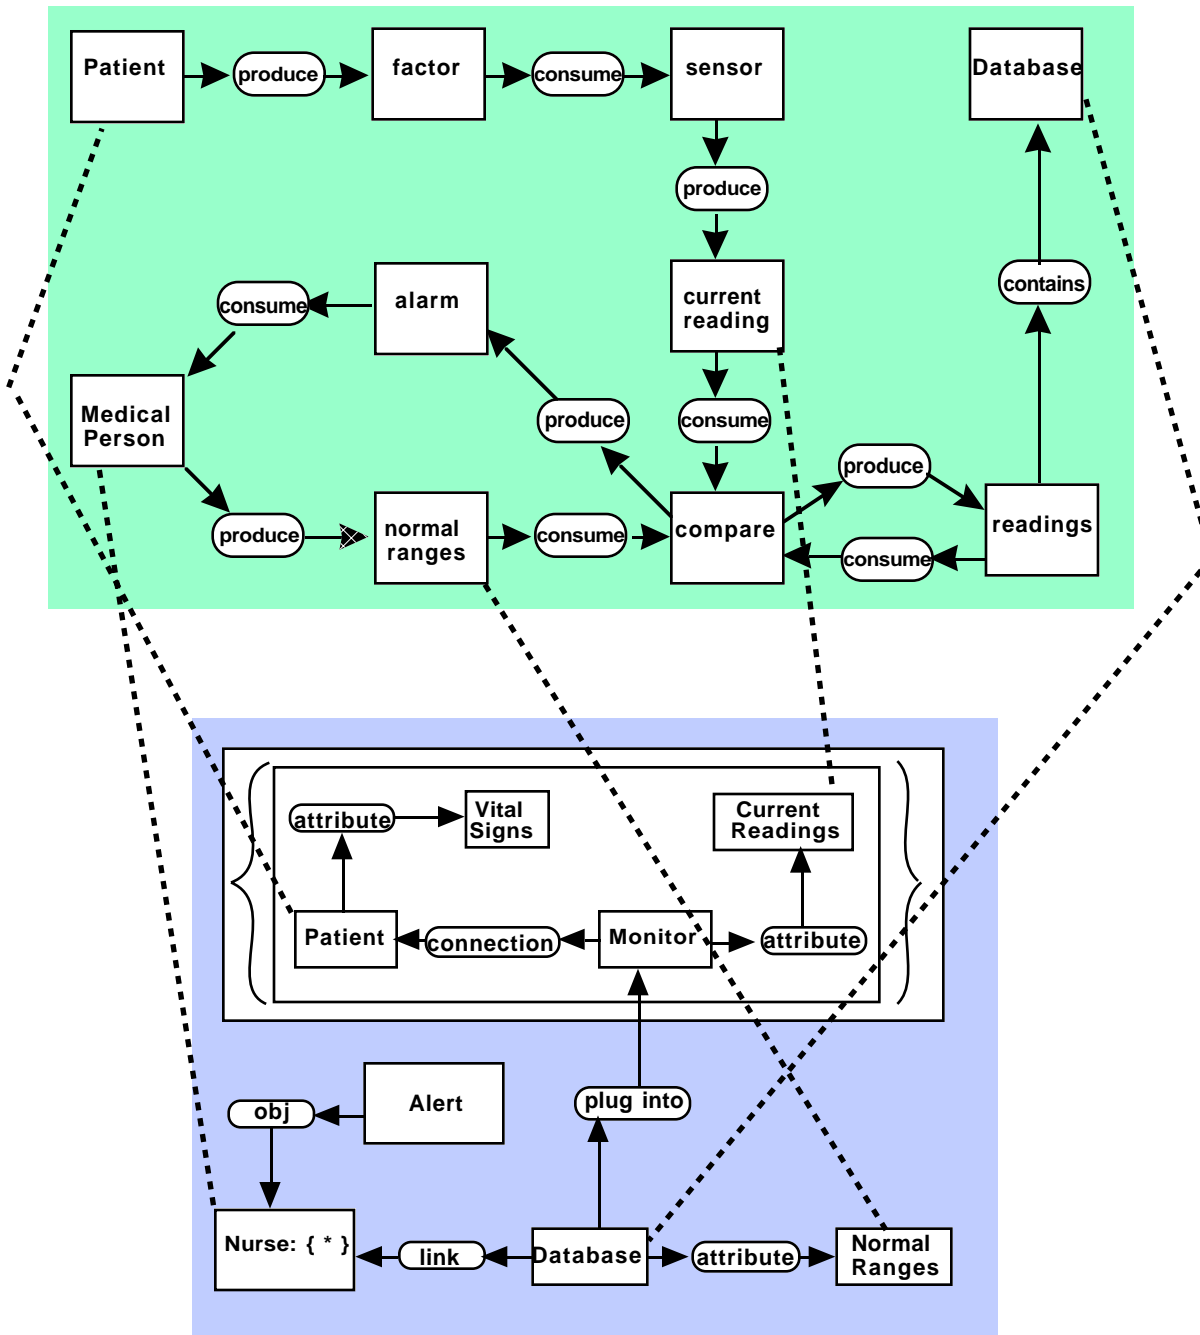 Patient
produce
factor
consume
sensor
Database
produce
contains
consume
alarm
current
reading
Medical
Person
produce
consume
produce
produce
normal
ranges
consume
compare
readings
consume
attribute
Vital
Signs
Current
Readings
Patient
connection
Monitor
attribute
obj
Alert
plug into
Nurse: { * }
link
Database
attribute
Normal
Ranges